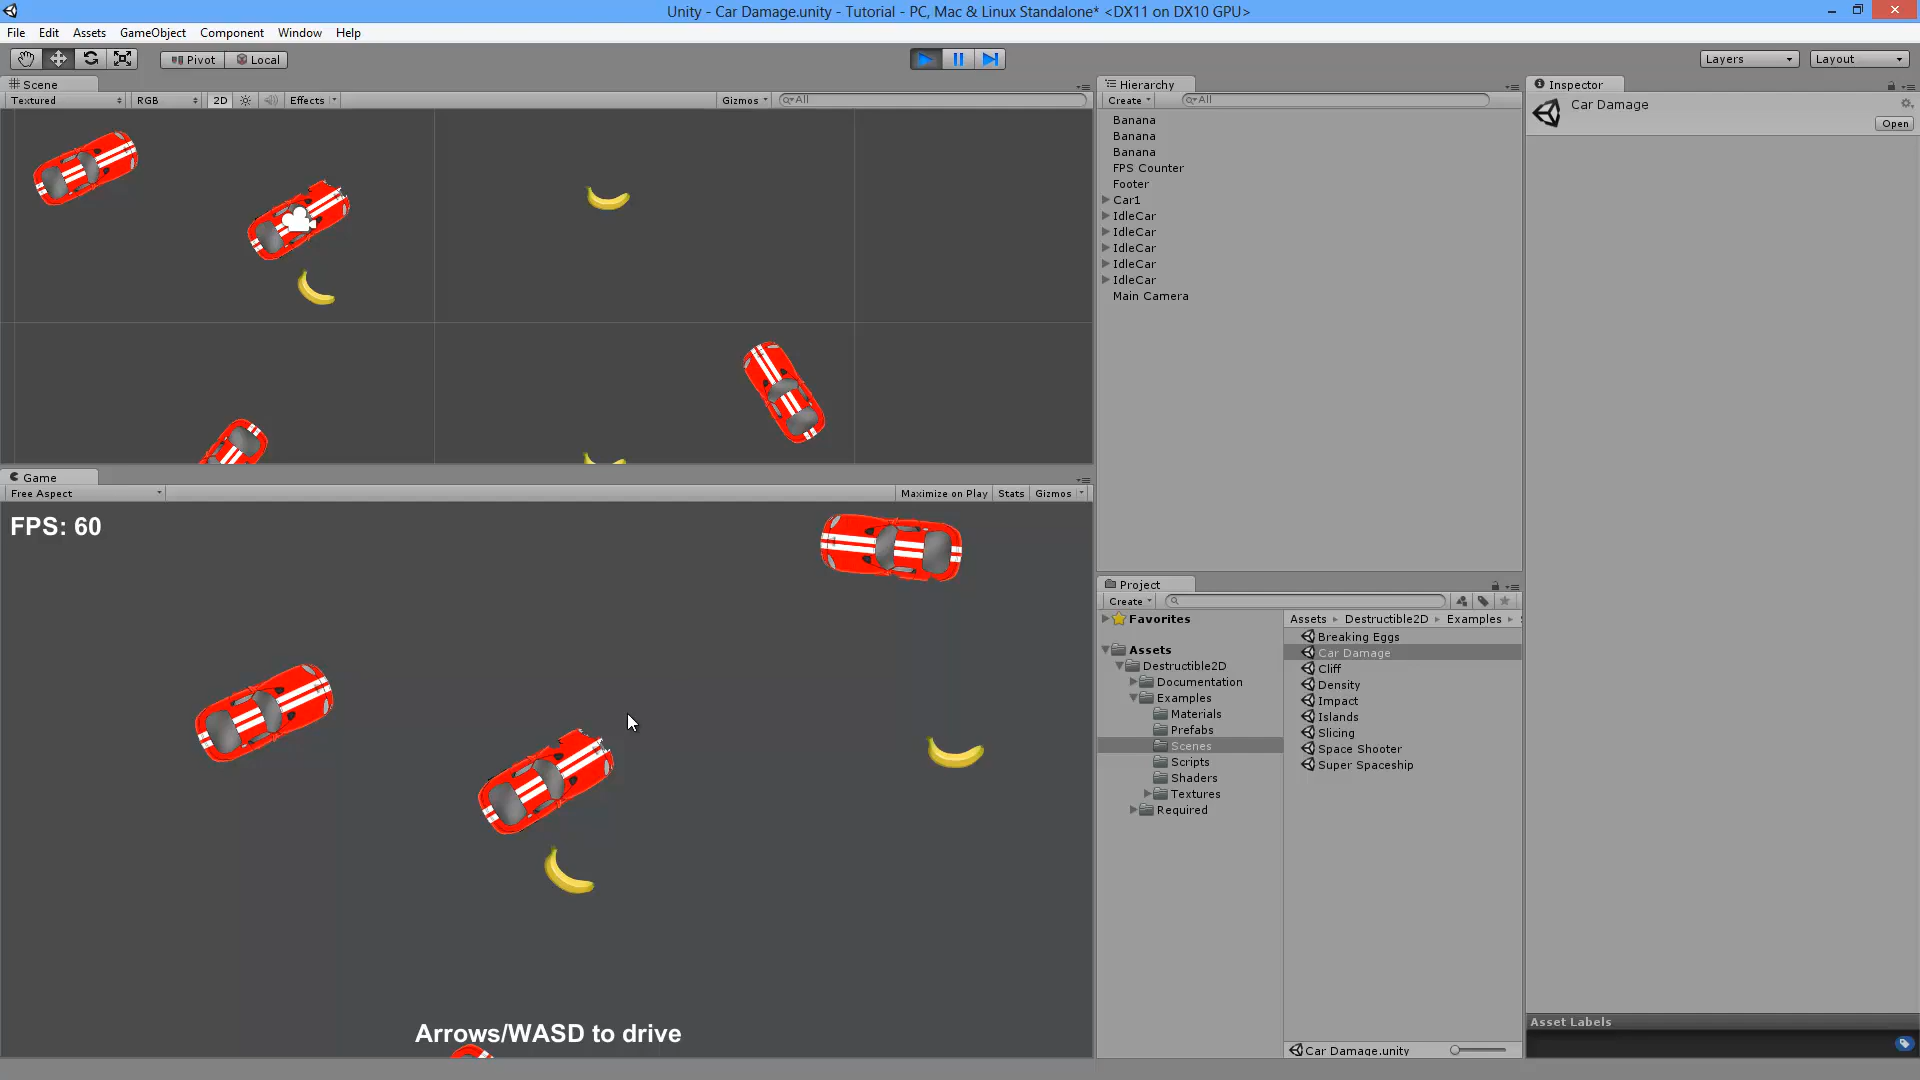 Unity - Car Damage.unity - Tutorial - PC, Mac & Linux Standalone* <DX11 on DX10 GPU>
File Edit Assets GameObject Component Window Help
Pivot Local Layers Layout
Scene
Textured RGB 2D Effects Gizmos All
Hierarchy
Create All
Banana
Banana
Banana
FPS Counter
Footer
Car1
IdleCar
IdleCar
IdleCar
IdleCar
IdleCar
Main Camera
Inspector
Car Damage
Open
Game
Free Aspect Maximize on Play Stats Gizmos
FPS: 60
Arrows/WASD to drive
Project
Create
Favorites
Assets
Destructible2D
Documentation
Examples
Materials
Prefabs
Scenes
Scripts
Shaders
Textures
Required
Assets Destructible2D Examples
Breaking Eggs
Car Damage
Cliff
Density
Impact
Islands
Slicing
Space Shooter
Super Spaceship
Car Damage.unity
Asset Labels